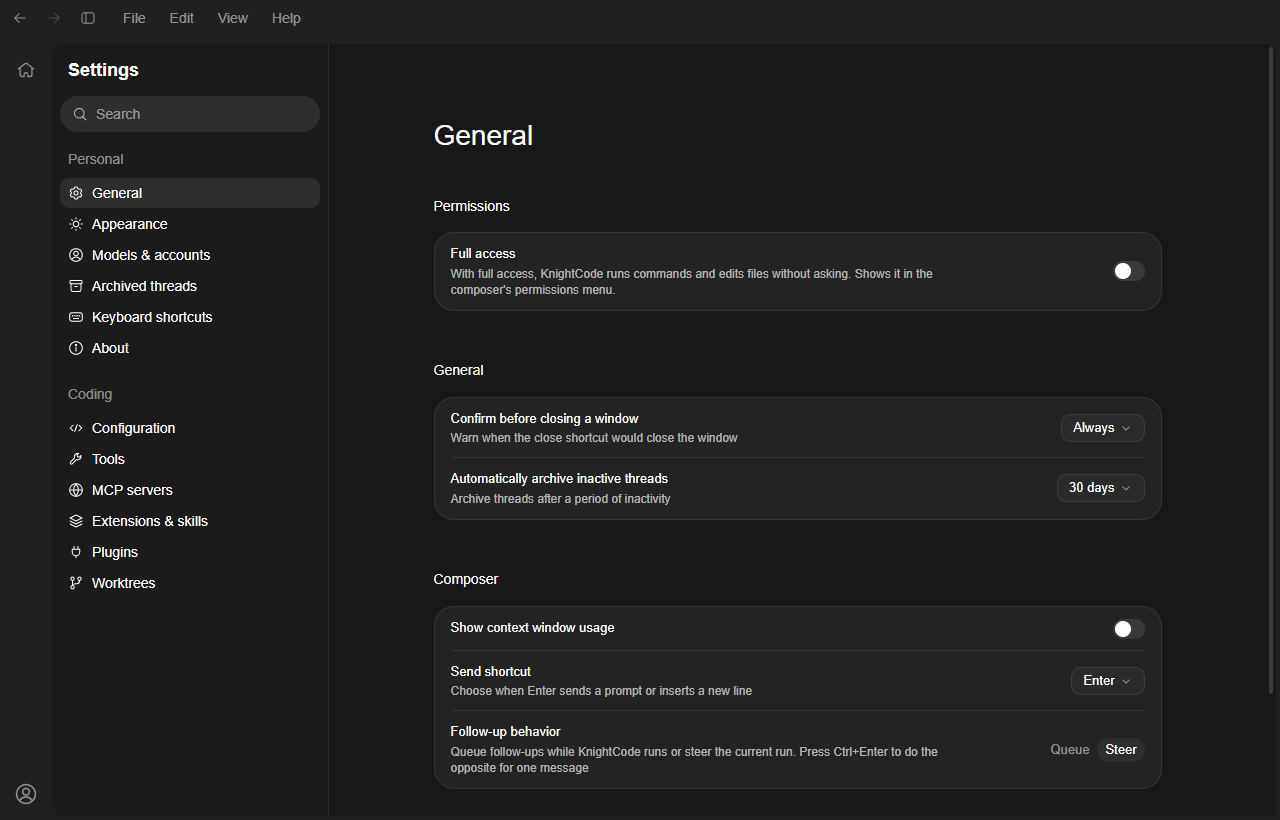 File Edit View Help
Settings
Search
Personal
General
Appearance
Models & accounts
Archived threads
Keyboard shortcuts
About
Coding
Configuration
Tools
MCP servers
Extensions & skills
Plugins
Worktrees
General
Permissions
Full access
With full access, KnightCode runs commands and edits files without asking. Shows it in the
composer's permissions menu.
General
Confirm before closing a window
Warn when the close shortcut would close the window
Always
Automatically archive inactive threads
Archive threads after a period of inactivity
30 days
Composer
Show context window usage
Send shortcut
Choose when Enter sends a prompt or inserts a new line
Enter
Follow-up behavior
Queue follow-ups while KnightCode runs or steer the current run. Press Ctrl+Enter to do the
opposite for one message
Queue Steer